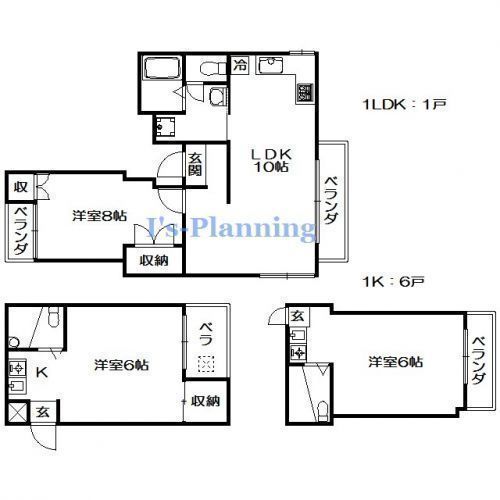 冷
1LDK：1戸
LDK
10帖
玄関
ベランダ
収
洋室8帖
ベランダ
収納
I's-Planning
1K：6戸
ベラ
洋室6帖
K
収納
玄
玄
洋室6帖
ベランダ